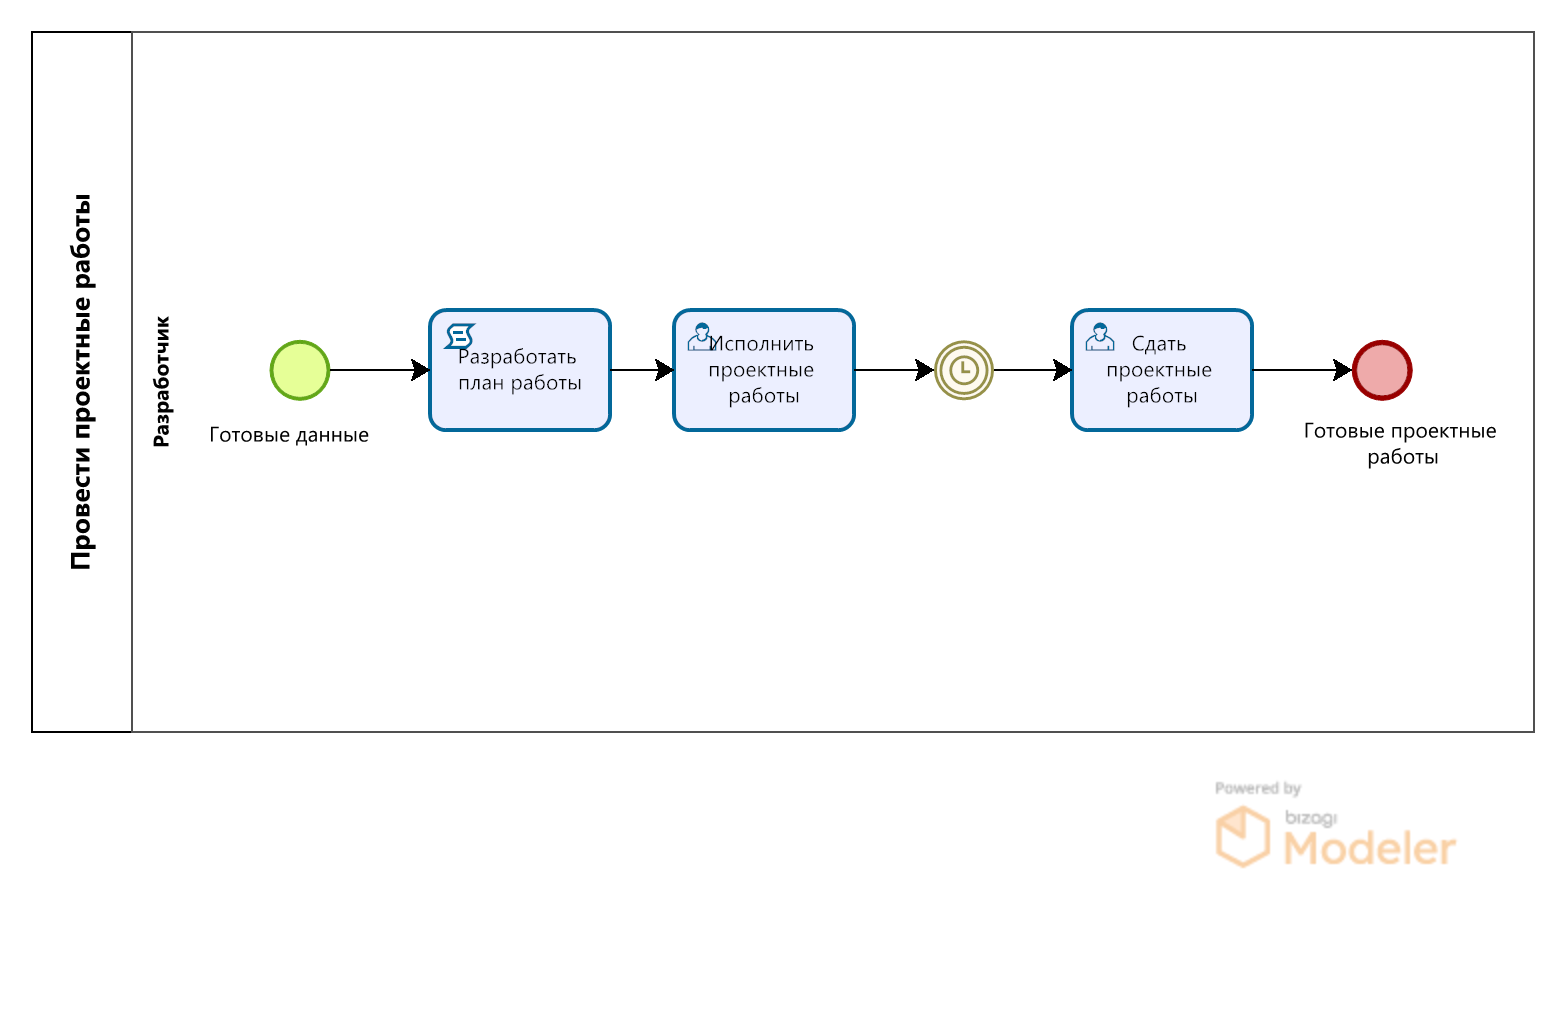 Провести проектные работы
Разработчик
Готовые данные
Разработать
план работы
Исполнить
проектные
работы
Сдать
проектные
работы
Готовые проектные
работы
Powered by
bizagi
Modeler